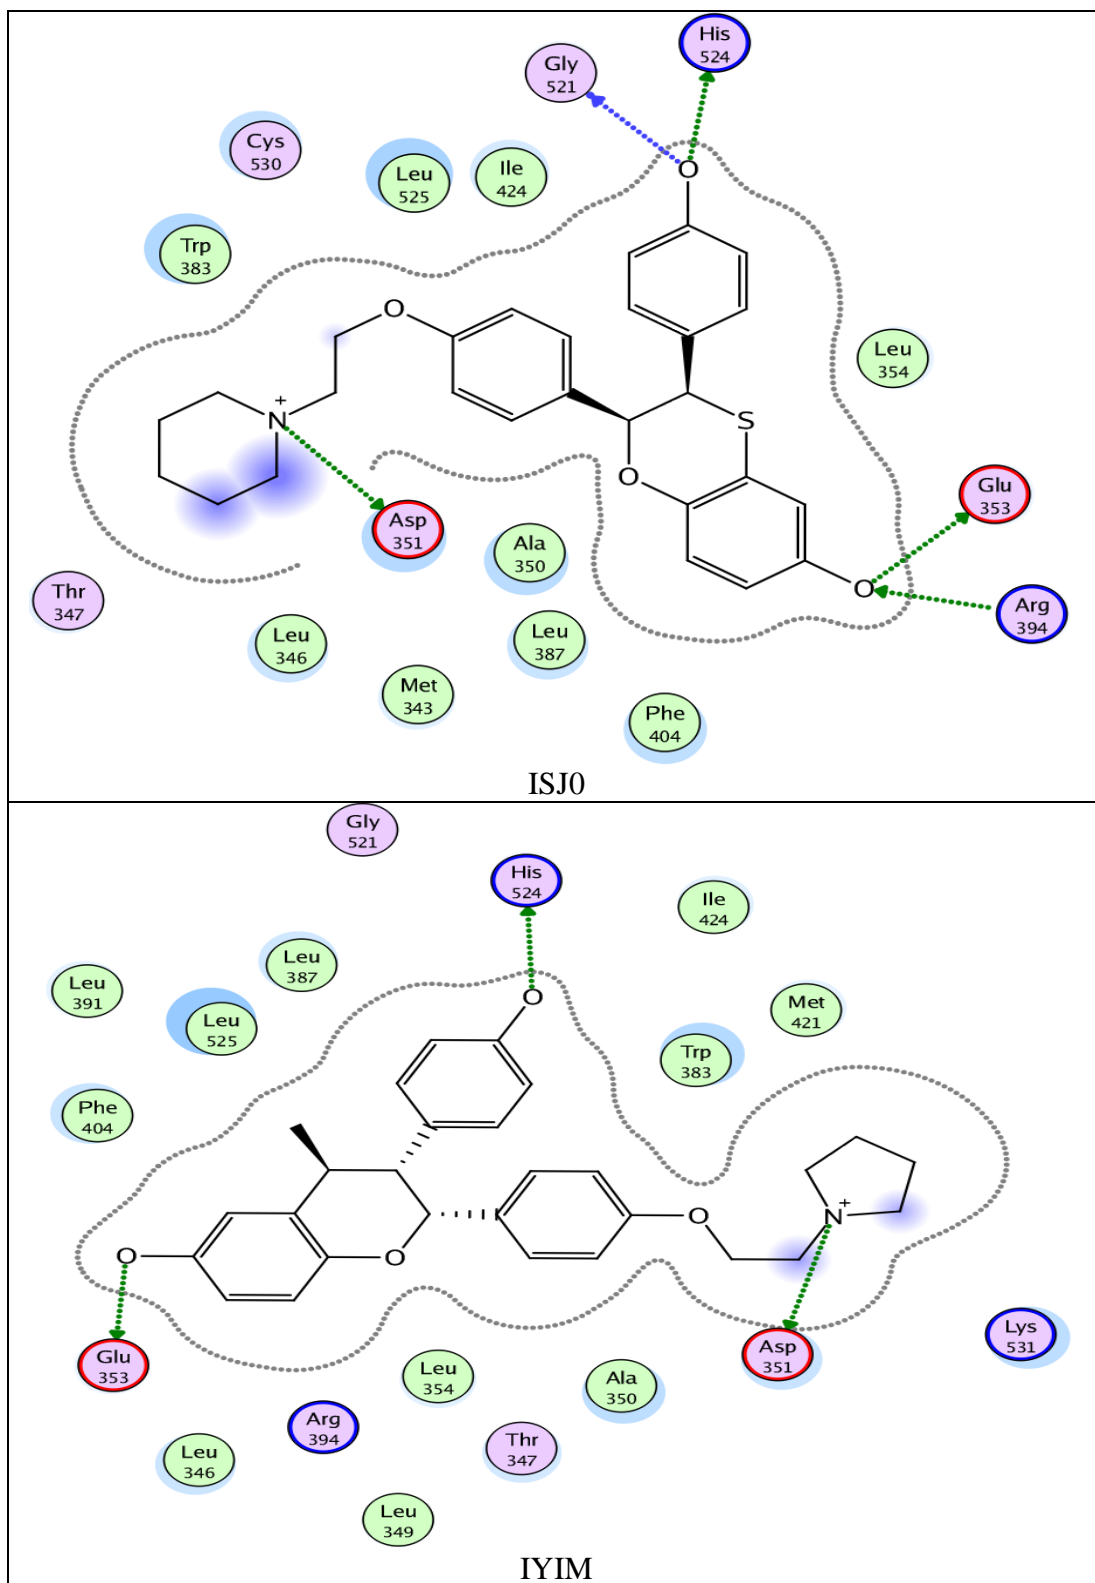 His
524
Gly
521
Cys
530
Leu
525
Ile
424
O
Trp
383
O
Leu
354
+
N
S
O
Glu
353
Asp
351
Ala
350
O
Thr
347
Arg
394
Leu
346
Leu
387
Met
343
Phe
404
ISJ0
Gly
521
His
524
Ile
424
Leu
387
Leu
391
Met
421
O
Leu
525
Trp
383
Phe
404
+
O
N
O
O
Lys
531
Glu
353
Asp
351
Leu
354
Ala
350
Arg
394
Thr
347
Leu
346
Leu
349
IYIM